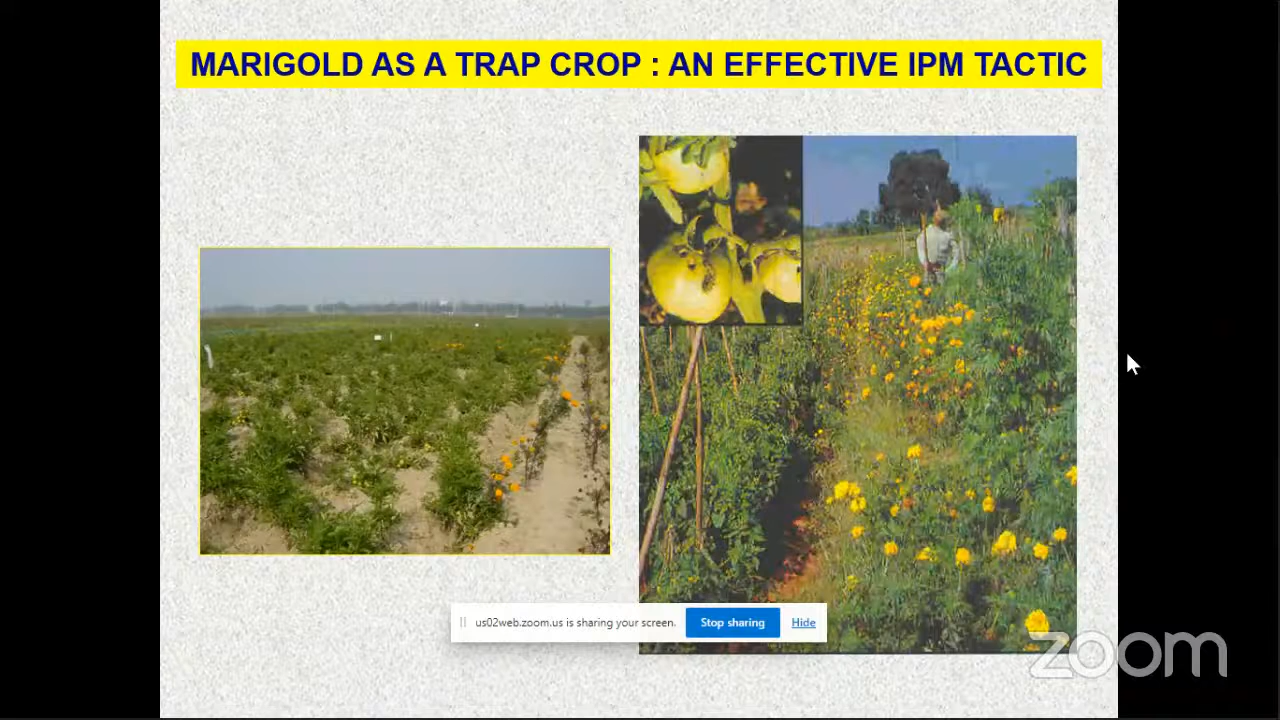 MARIGOLD AS A TRAP CROP : AN EFFECTIVE IPM TACTIC
us02web.zoom.us is sharing your screen.
Stop sharing
Hide
zoom